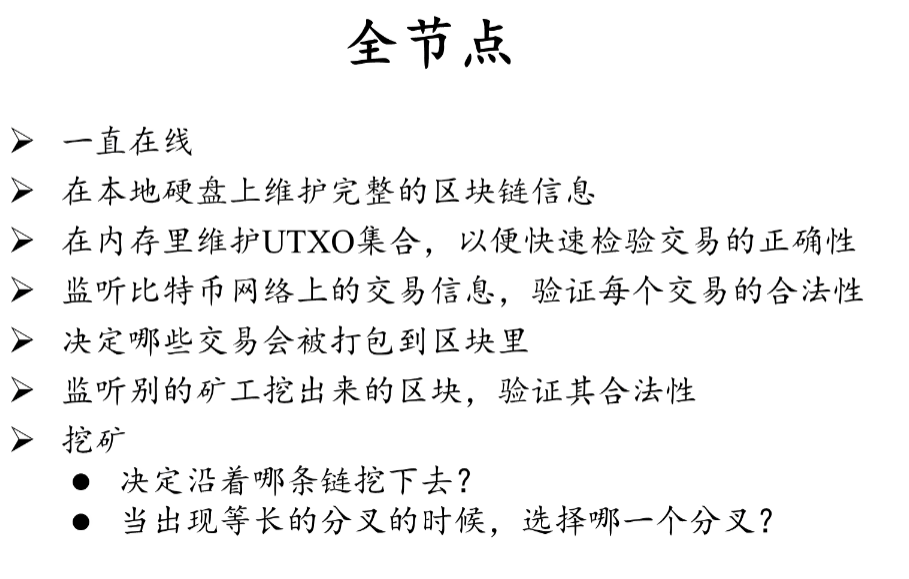 全节点
➢ 一直在线
➢ 在本地硬盘上维护完整的区块链信息
➢ 在内存里维护UTXO集合，以便快速检验交易的正确性
➢ 监听比特币网络上的交易信息，验证每个交易的合法性
➢ 决定哪些交易会被打包到区块里
➢ 监听别的矿工挖出来的区块，验证其合法性
➢ 挖矿
● 决定沿着哪条链挖下去？
● 当出现等长的分叉的时候，选择哪一个分叉？